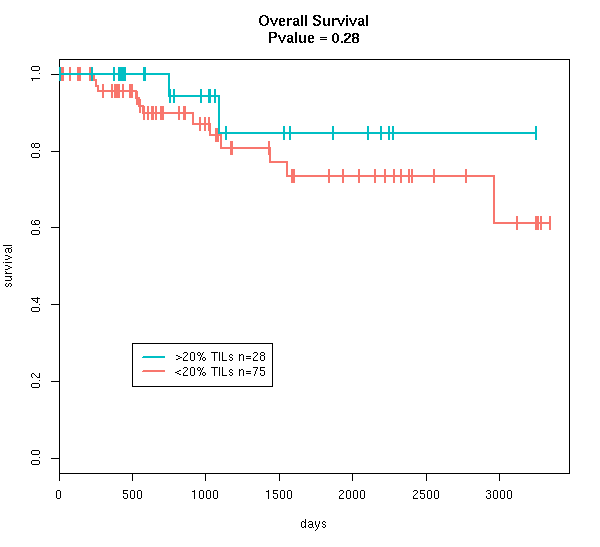 Overall Survival
Pvalue = 0.28
survival
1.0
0.8
0.6
0.4
0.2
0.0
>20% TILs n=28
<20% TILs n=75
0 500 1000 1500 2000 2500 3000
days